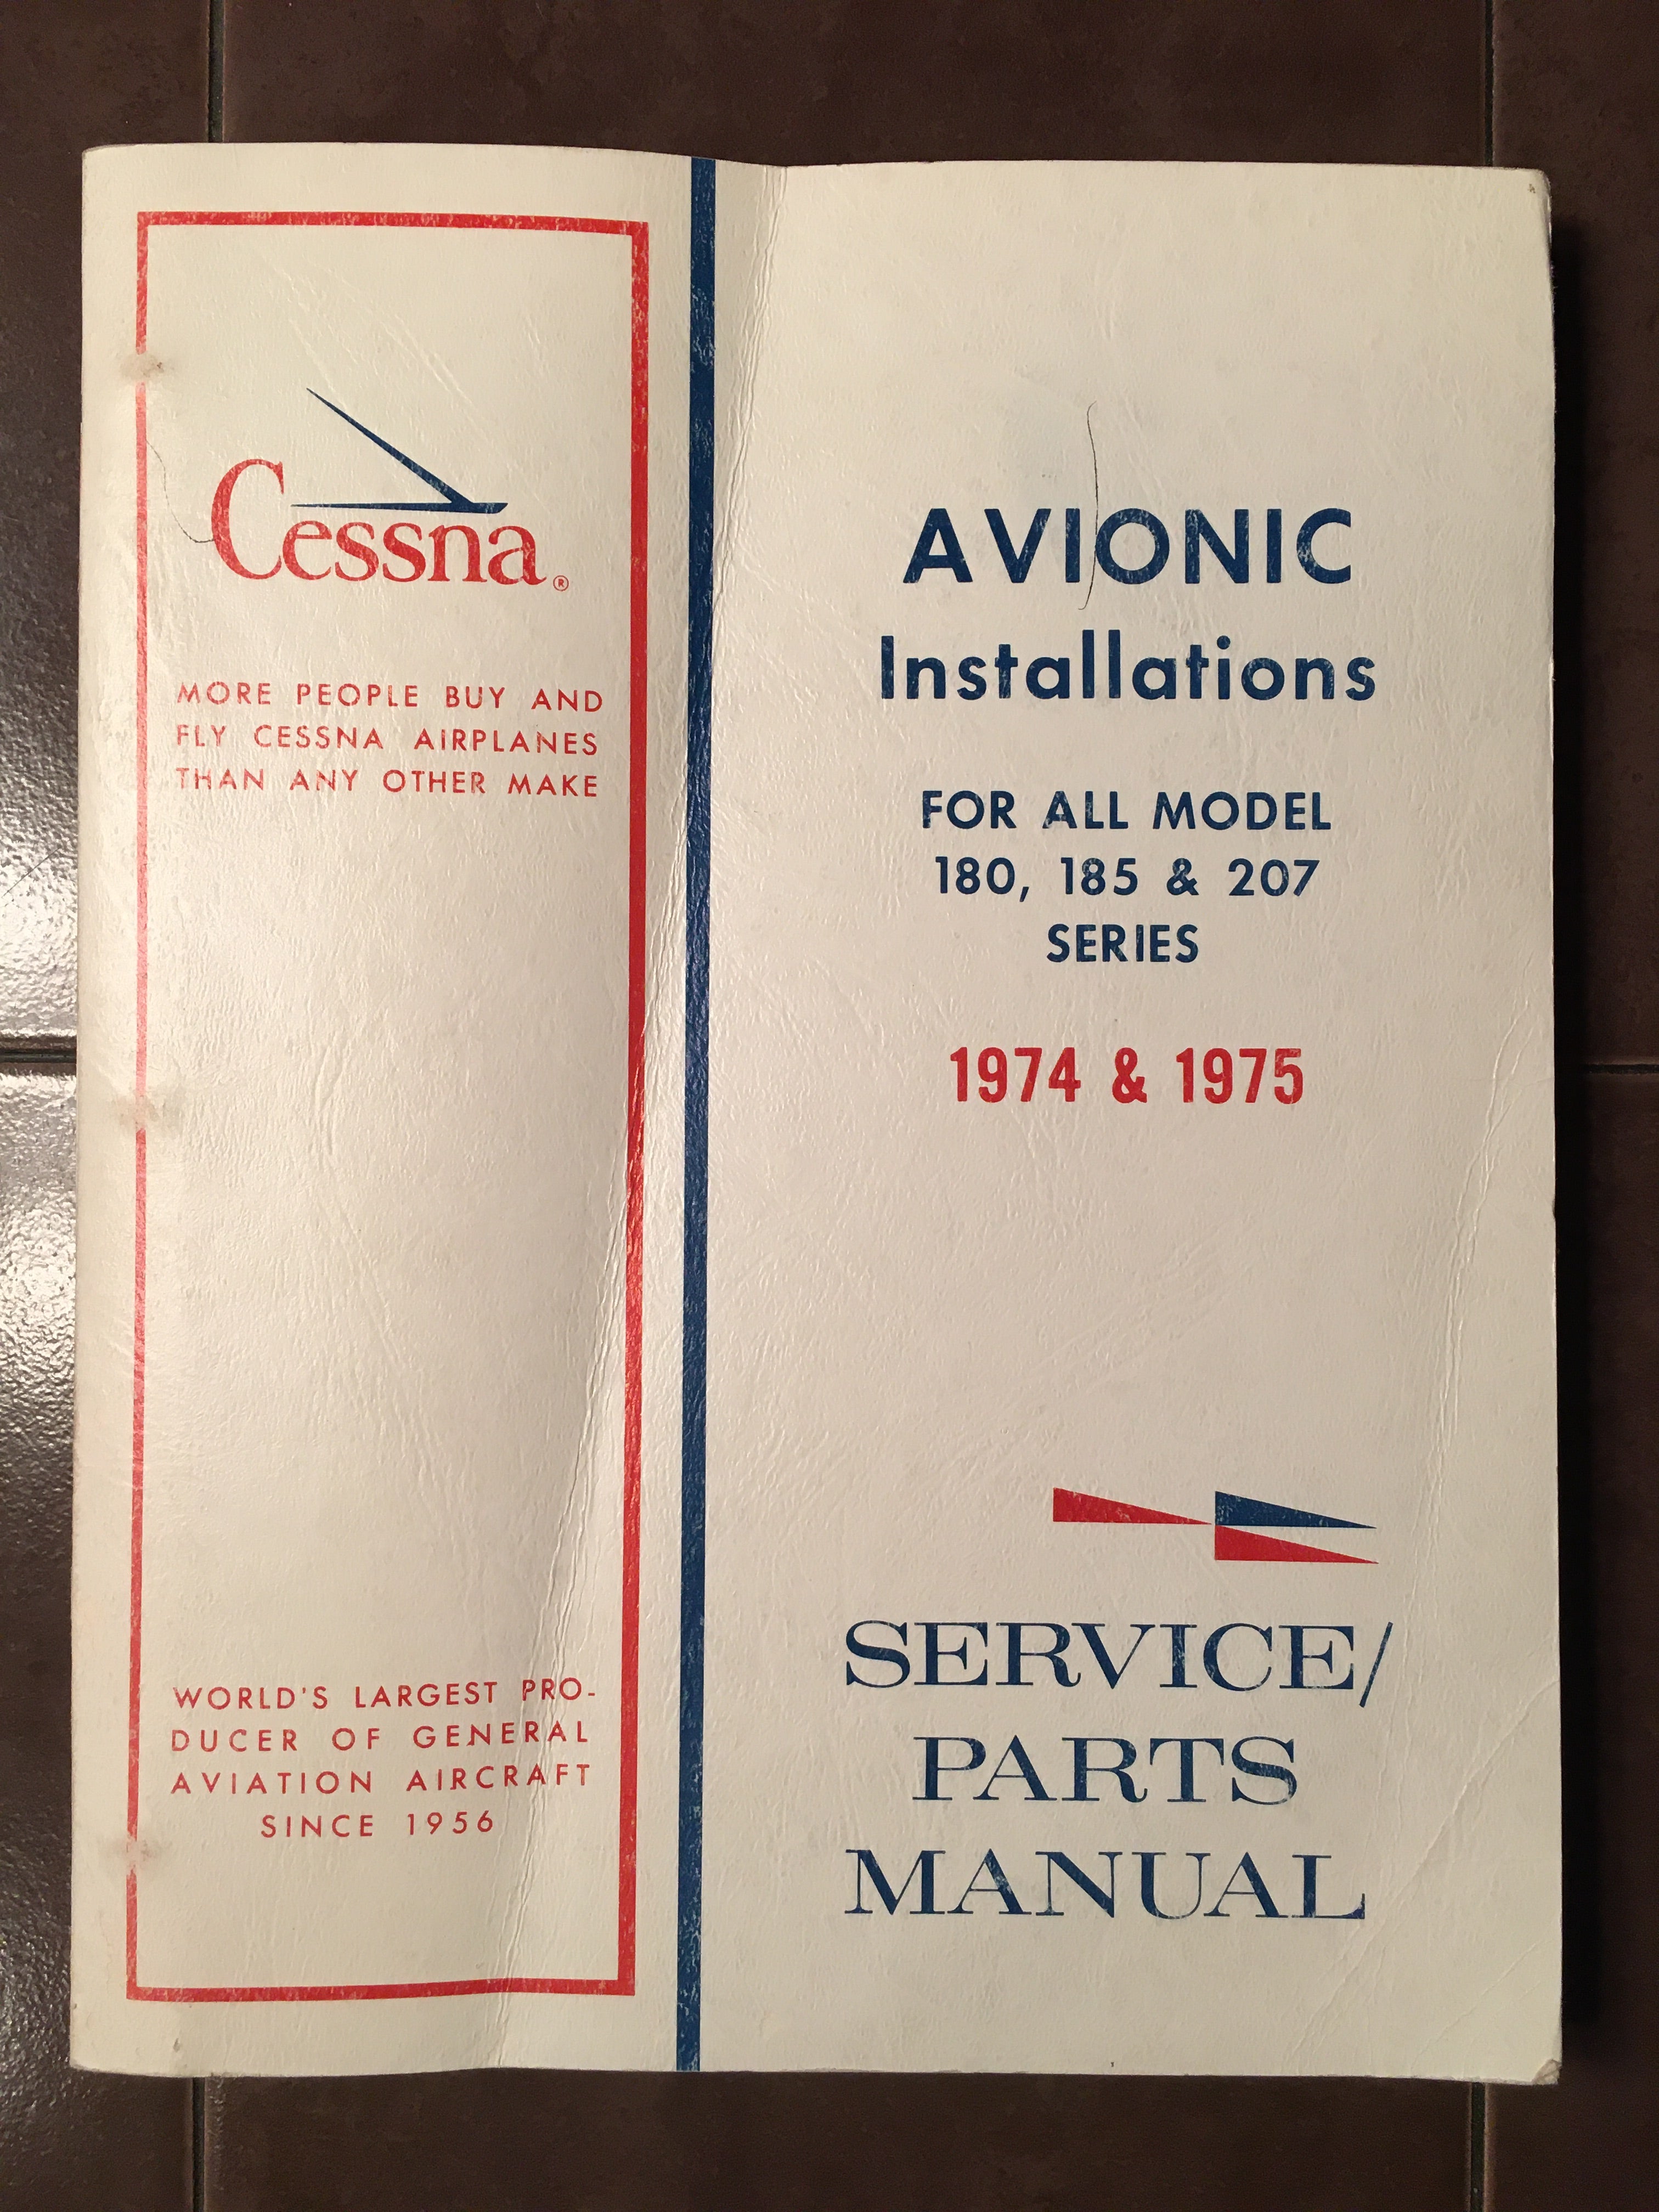 Cessna®
MORE PEOPLE BUY AND
FLY CESSNA AIRPLANES
THAN ANY OTHER MAKE
WORLD'S LARGEST PRO-
DUCER OF GENERAL
AVIATION AIRCRAFT
SINCE 1956
AVIONIC
Installations
FOR ALL MODEL
180, 185 & 207
SERIES
1974 & 1975
SERVICE/
PARTS
MANUAL